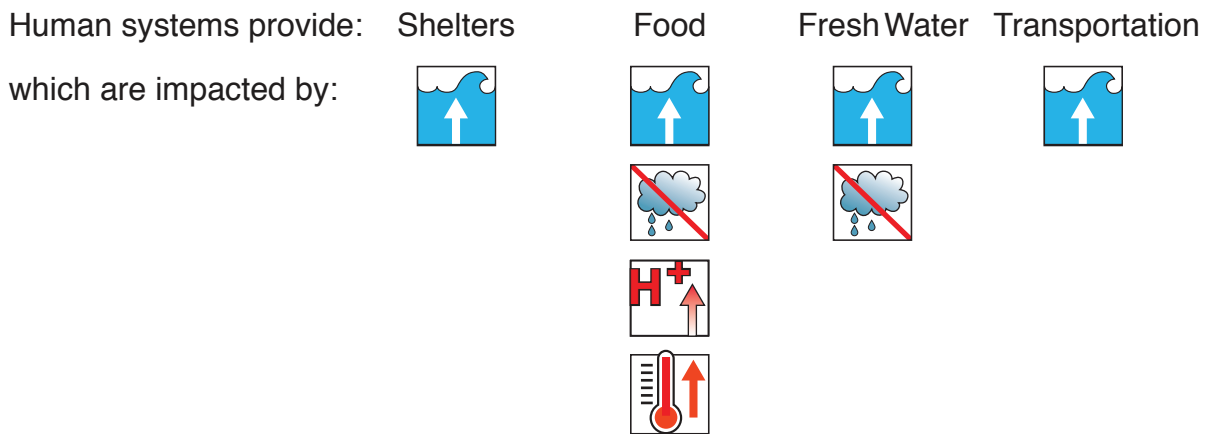 Human systems provide: Shelters Food Fresh Water Transportation
which are impacted by:
H+